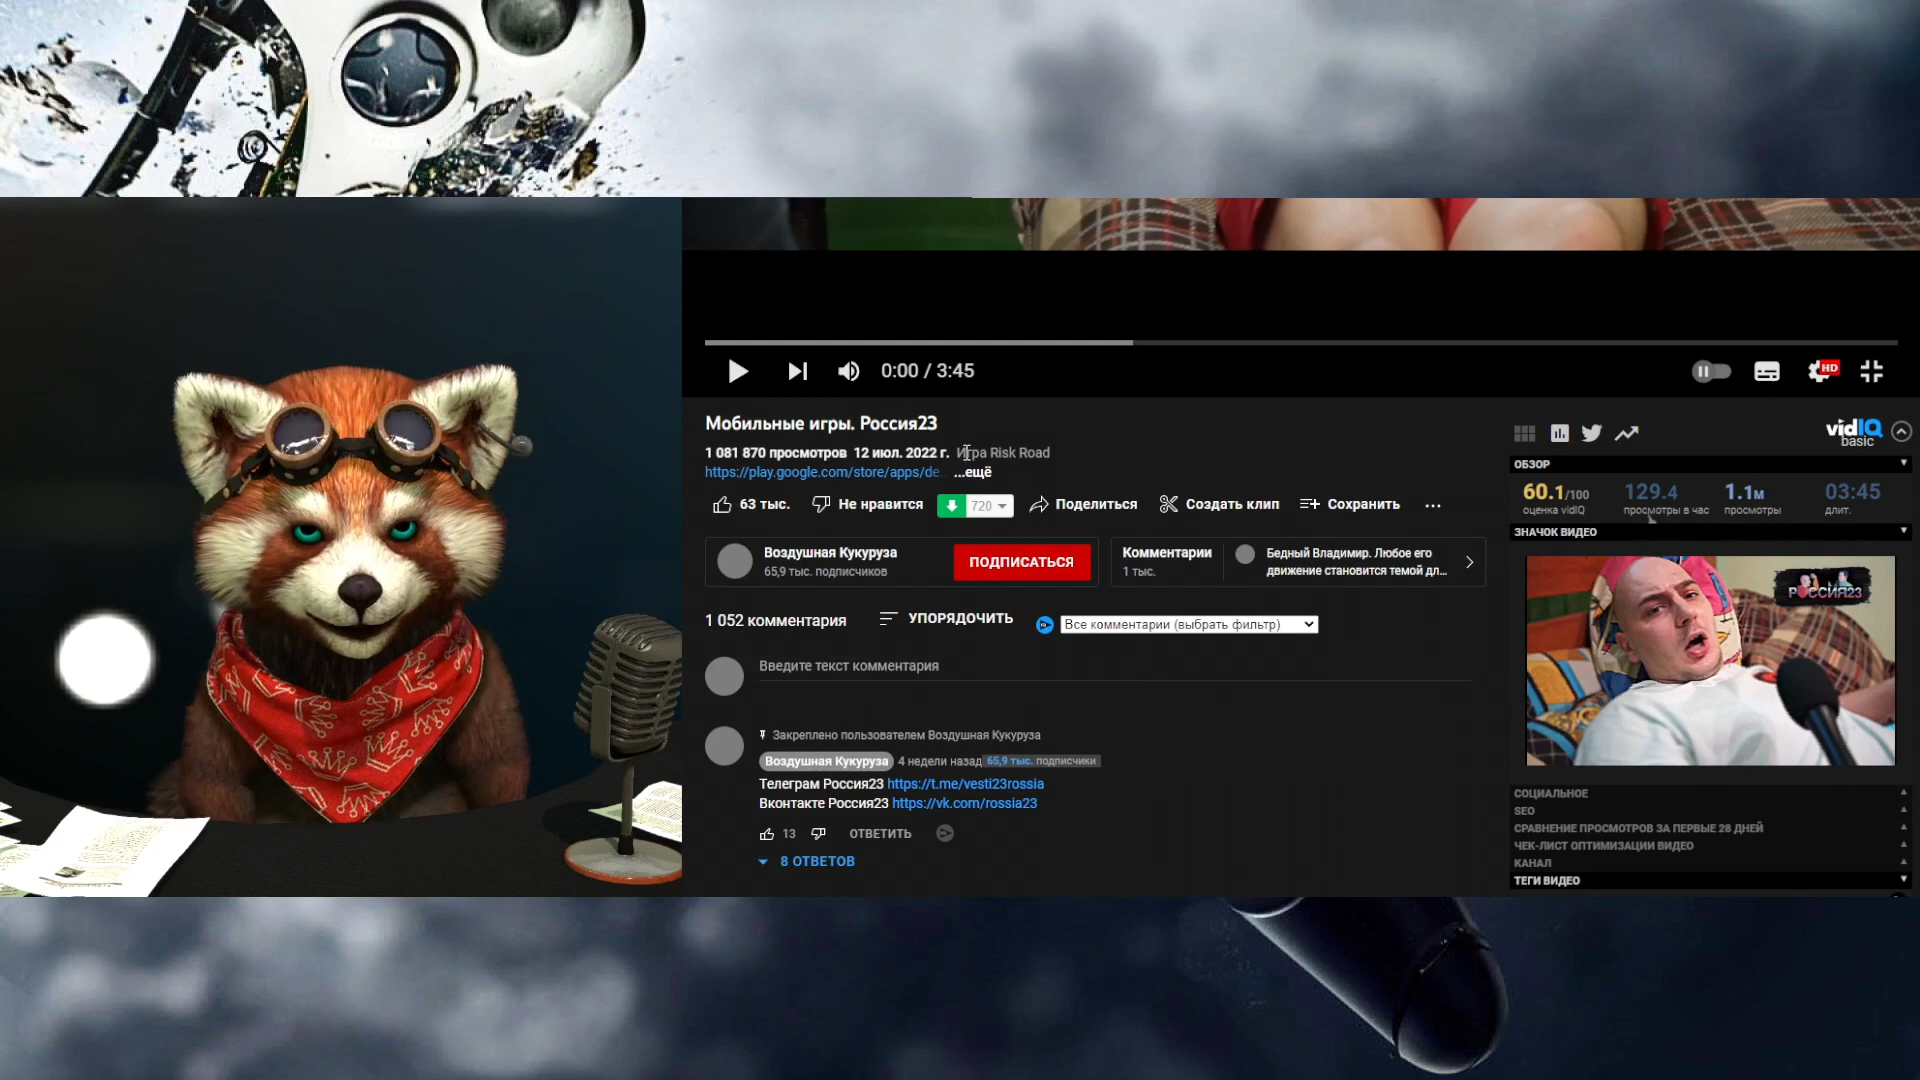 0:00 / 3:45
HD
Мобильные игры. Россия23
1 081 870 просмотров 12 июл. 2022 г. Игра Risk Road
https://play.google.com/store/apps/de... ...ещё
63 тыс. Не нравится 720 Поделиться Создать клип Сохранить
Воздушная Кукуруза
65,9 тыс. подписчиков
ПОДПИСАТЬСЯ
Комментарии
1 тыс.
Бедный Владимир. Любое его
движение становится темой дл...
1 052 комментария УПОРЯДОЧИТЬ Все комментарии (выбрать фильтр)
Введите текст комментария
Закреплено пользователем Воздушная Кукуруза
Воздушная Кукуруза 4 недели назад 65,9 тыс. подписчики
Телеграм Россия23 https://t.me/vesti23rossia
Вконтакте Россия23 https://vk.com/rossia23
13 ОТВЕТИТЬ
8 ОТВЕТОВ
vidIQ
basic
ОБЗОР
60.1/100 129.4 1.1м 03:45
оценка vidIQ просмотры в час просмотры длит.
ЗНАЧОК ВИДЕО
РОССИЯ23
СОЦИАЛЬНОЕ
SEO
СРАВНЕНИЕ ПРОСМОТРОВ ЗА ПЕРВЫЕ 28 ДНЕЙ
ЧЕК-ЛИСТ ОПТИМИЗАЦИИ ВИДЕО
КАНАЛ
ТЕГИ ВИДЕО